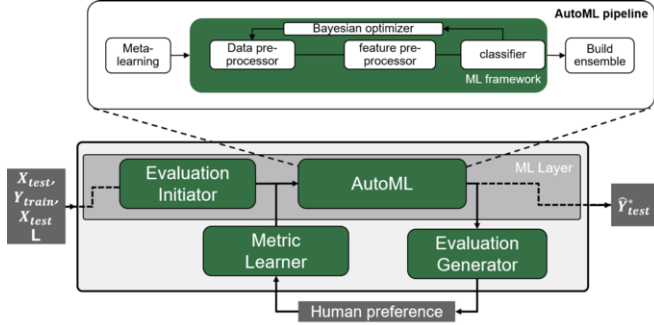 AutoML pipeline
Bayesian optimizer
Meta-
learning
Data pre-
processor
feature pre-
processor
classifier
Build
ensemble
ML framework
ML Layer
X_test,
Y_train,
X_test
L
Evaluation
Initiator
AutoML
Ŷ*_test
Metric
Learner
Evaluation
Generator
Human preference